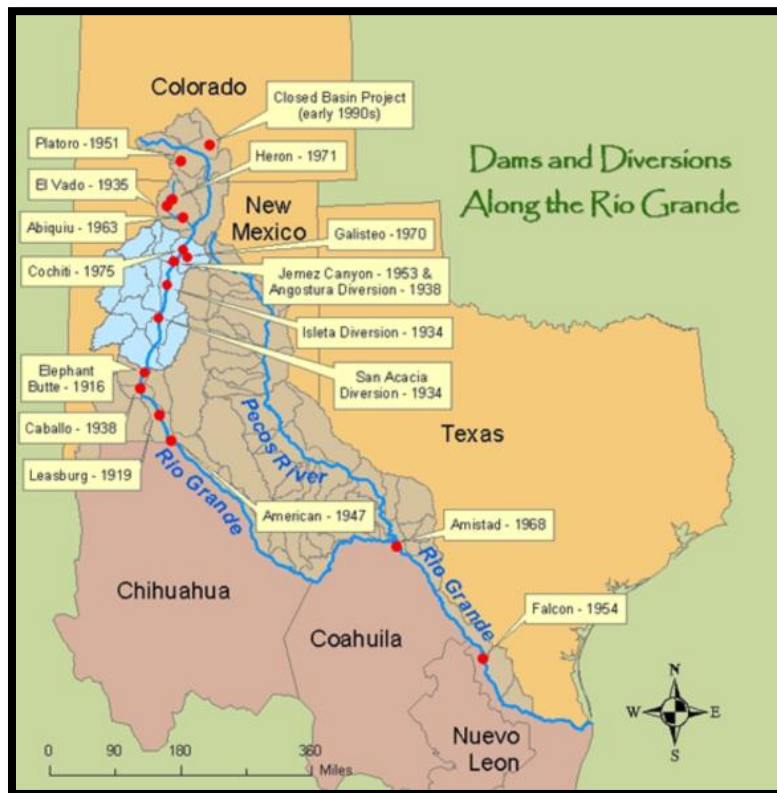 Colorado
Closed Basin Project
(early 1990s)
Platoro - 1951
Heron - 1971
Dams and Diversions
Along the Rio Grande
El Vado - 1935
New
Mexico
Abiquiu - 1963
Galisteo - 1970
Cochiti - 1975
Jemez Canyon - 1953 &
Angostura Diversion - 1938
Isleta Diversion - 1934
Elephant
Butte - 1916
San Acacia
Diversion - 1934
Caballo - 1938
Pecos River
Texas
Leasburg - 1919
Rio Grande
American - 1947
Amistad - 1968
Rio Grande
Chihuahua
Coahuila
Falcon - 1954
N
W E
S
Nuevo
Leon
0 90 180 360
Miles